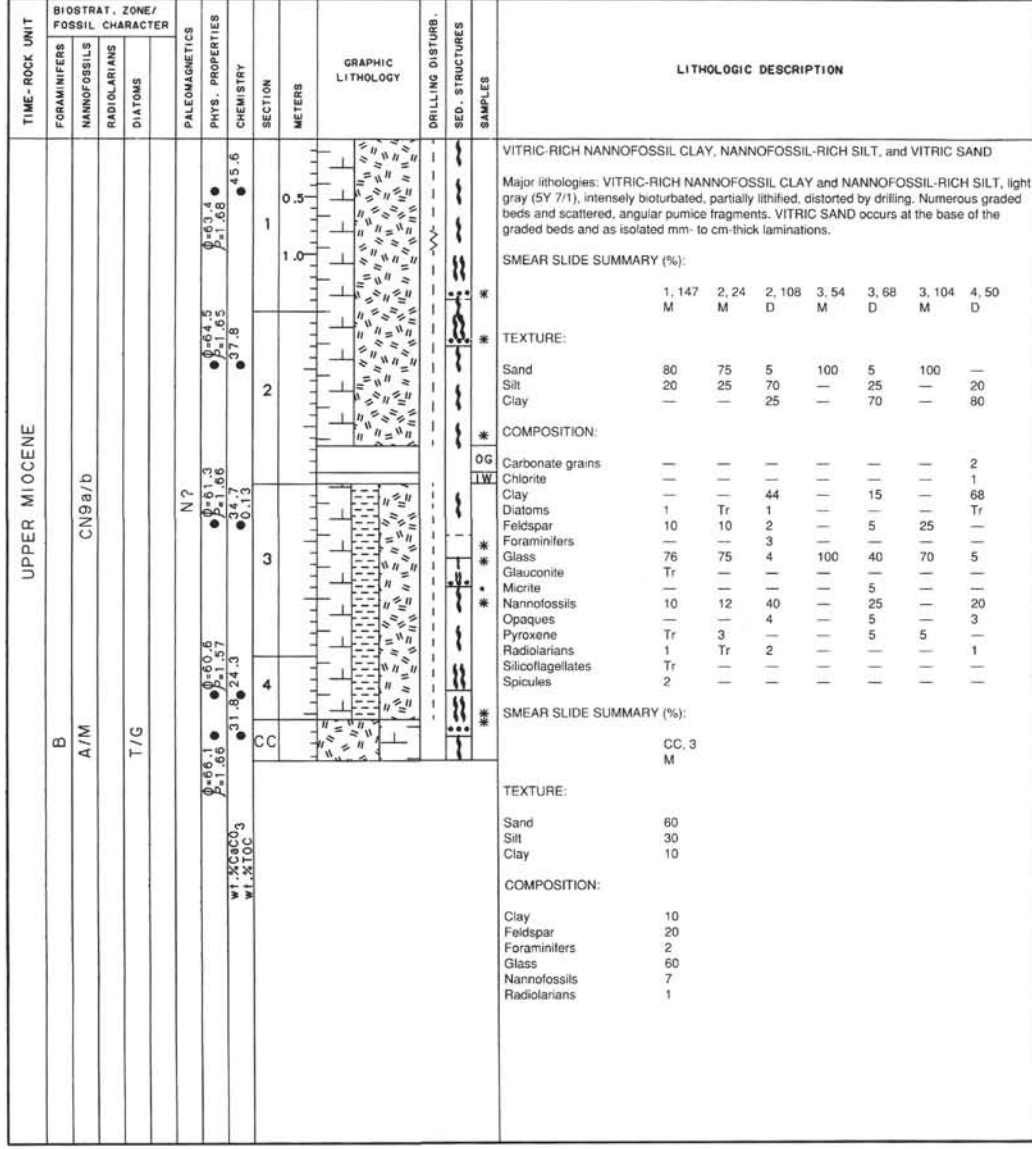 TIME-ROCK UNIT
BIOSTRAT. ZONE/
FOSSIL CHARACTER
FORAMINIFERS
NANNOFOSSILS
RADIOLARIANS
DIATOMS
PALEOMAGNETICS
PHYS. PROPERTIES
CHEMISTRY
SECTION
METERS
GRAPHIC
LITHOLOGY
DRILLING DISTURB.
SED. STRUCTURES
SAMPLES
LITHOLOGIC DESCRIPTION
UPPER MIOCENE
B
CN9a/b
A/M
T/G
N?
Φ=63.4
ρ=1.68
Φ=64.5
ρ=1.65
Φ=61.3
ρ=1.66
Φ=60.6
ρ=1.57
Φ=66.1
ρ=1.66
45.6
37.8
34.7
0.13
24.3
31.8
wt.%CaCO3
wt.%TOC
1
2
3
4
CC
0.5
1.0
*
*
*
OG
IW
*
*
*
*
*
*
VITRIC-RICH NANNOFOSSIL CLAY, NANNOFOSSIL-RICH SILT, and VITRIC SAND
Major lithologies: VITRIC-RICH NANNOFOSSIL CLAY and NANNOFOSSIL-RICH SILT, light
gray (5Y 7/1), intensely bioturbated, partially lithified, distorted by drilling. Numerous graded
beds and scattered, angular pumice fragments. VITRIC SAND occurs at the base of the
graded beds and as isolated mm- to cm-thick laminations.
SMEAR SLIDE SUMMARY (%):
1, 147 2, 24 2, 108 3, 54 3, 68 3, 104 4, 50
M M D M D M D
TEXTURE:
Sand 80 75 5 100 5 100 —
Silt 20 25 70 — 25 — 20
Clay — — 25 — 70 — 80
COMPOSITION:
Carbonate grains — — — — — — 2
Chlorite — — — — — — 1
Clay — — 44 — 15 — 68
Diatoms 1 Tr 1 — — — Tr
Feldspar 10 10 2 — 5 25 —
Foraminifers — — 3 — — — —
Glass 76 75 4 100 40 70 5
Glauconite Tr — — — — — —
Micrite — — — — 5 — —
Nannofossils 10 12 40 — 25 — 20
Opaques — — 4 — 5 — 3
Pyroxene Tr 3 — — 5 5 —
Radiolarians 1 Tr 2 — — — 1
Silicoflagellates Tr — — — — — —
Spicules 2 — — — — — —
SMEAR SLIDE SUMMARY (%):
CC, 3
M
TEXTURE:
Sand 60
Silt 30
Clay 10
COMPOSITION:
Clay 10
Feldspar 20
Foraminifers 2
Glass 60
Nannofossils 7
Radiolarians 1